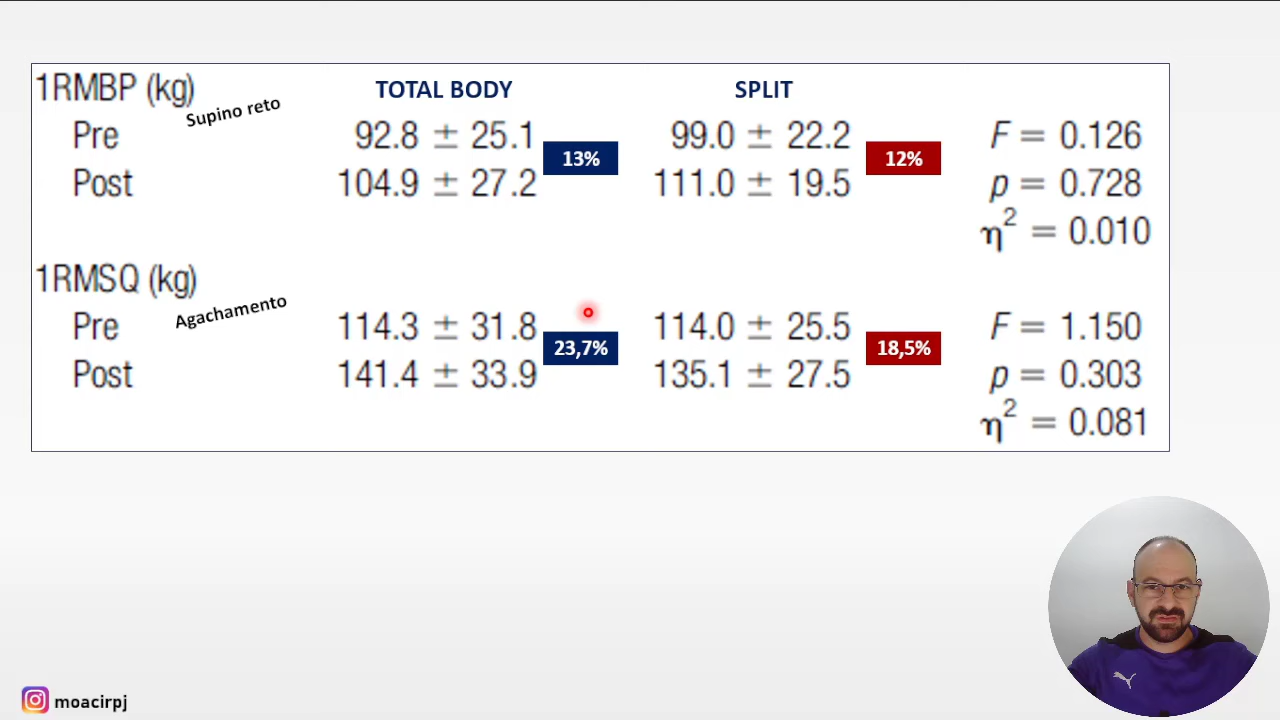 1RMBP (kg) Supino reto TOTAL BODY SPLIT
Pre 92.8 ± 25.1 99.0 ± 22.2 F = 0.126
13% 12%
Post 104.9 ± 27.2 111.0 ± 19.5 p = 0.728
η² = 0.010
1RMSQ (kg) Agachamento
Pre 114.3 ± 31.8 114.0 ± 25.5 F = 1.150
23,7% 18,5%
Post 141.4 ± 33.9 135.1 ± 27.5 p = 0.303
η² = 0.081
moacirpj